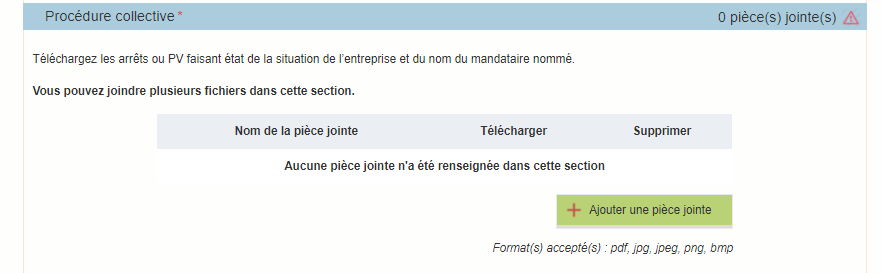 Procédure collective * 0 pièce(s) jointe(s)
Téléchargez les arrêts ou PV faisant état de la situation de l'entreprise et du nom du mandataire nommé.
Vous pouvez joindre plusieurs fichiers dans cette section.
Nom de la pièce jointe Télécharger Supprimer
Aucune pièce jointe n'a été renseignée dans cette section
Ajouter une pièce jointe
Format(s) accepté(s) : pdf, jpg, jpeg, png, bmp